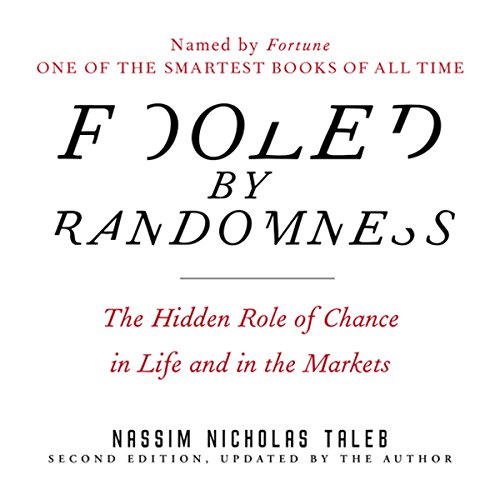 Named by Fortune
ONE OF THE SMARTEST BOOKS OF ALL TIME
FOOLED
BY
RANDOMNESS
The Hidden Role of Chance
in Life and in the Markets
NASSIM NICHOLAS TALEB
SECOND EDITION, UPDATED BY THE AUTHOR